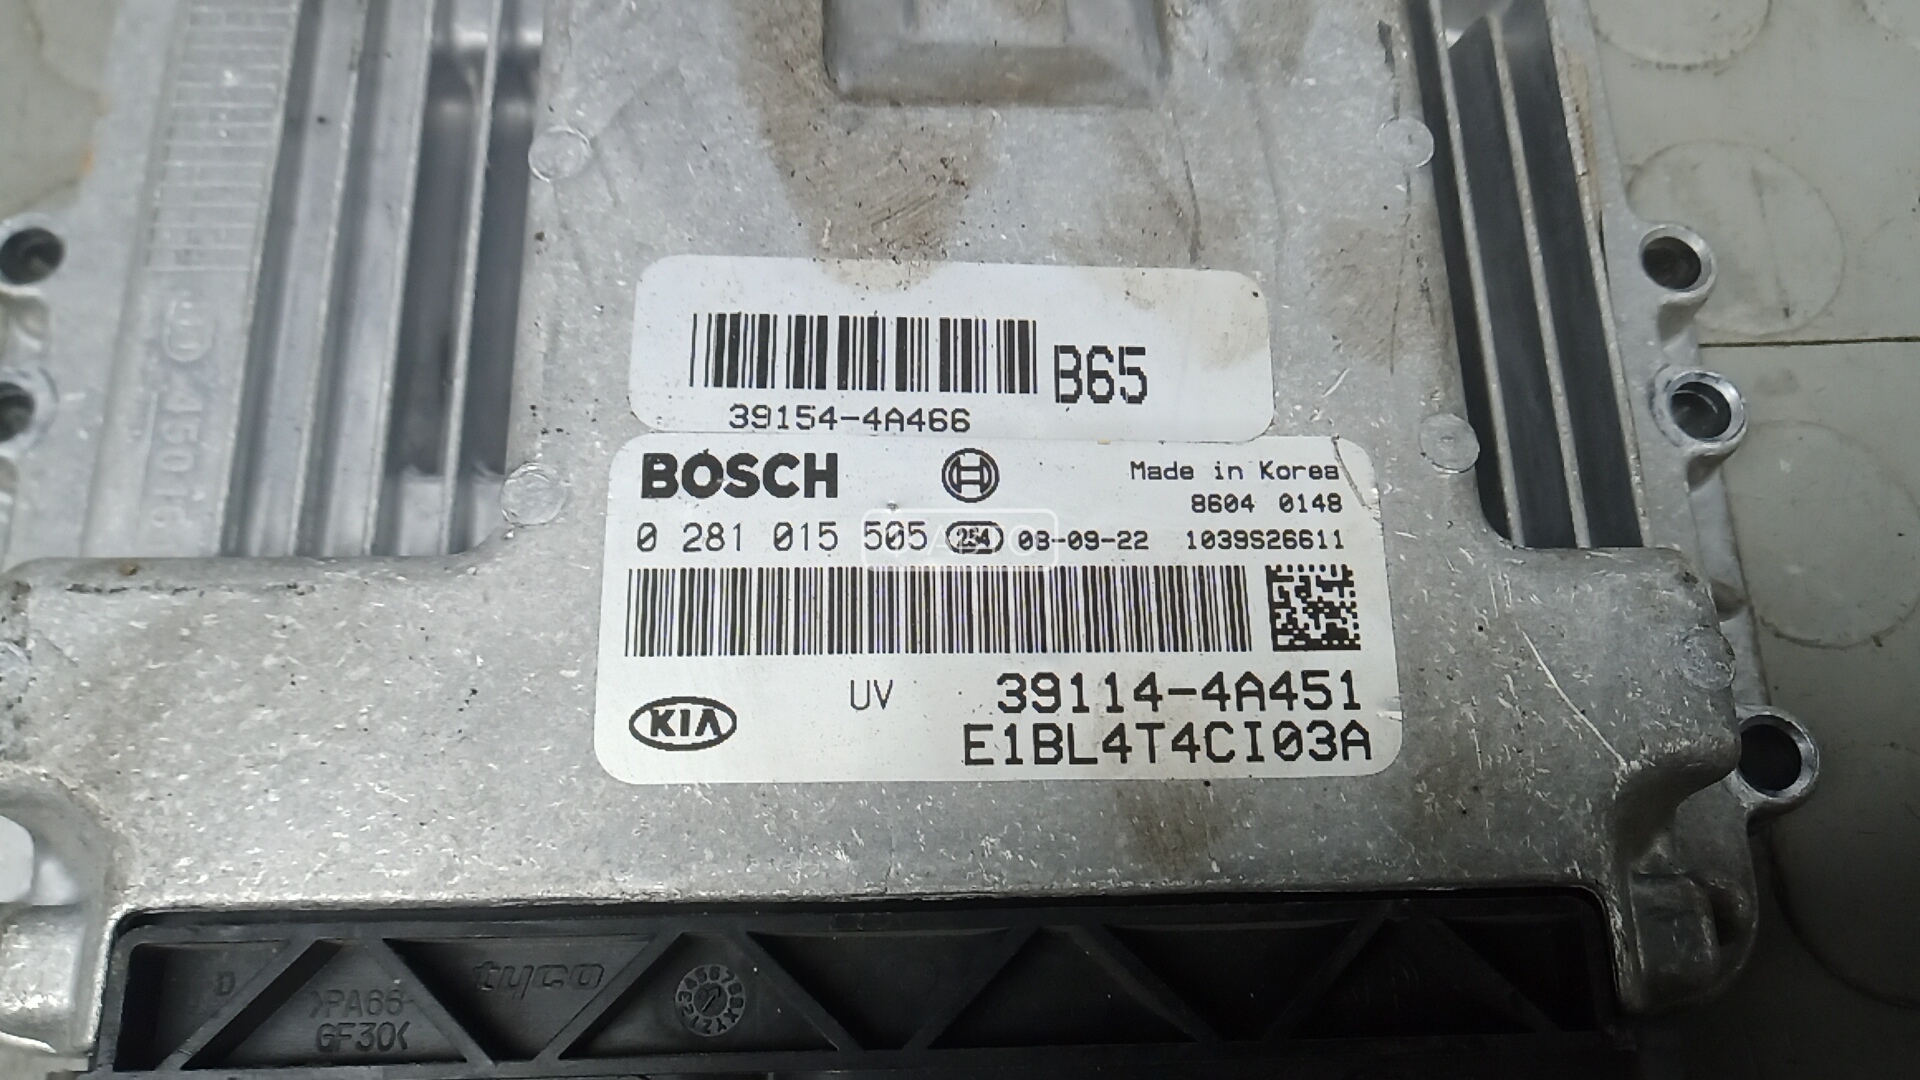 B65
39154-4A466
BOSCH
Made in Korea
8604 0148
0 281 015 505 254 08-09-22 1039S26611
UV 39114-4A451
KIA E1BL4T4CI03A
D
>PA66-
GF30<
tyco